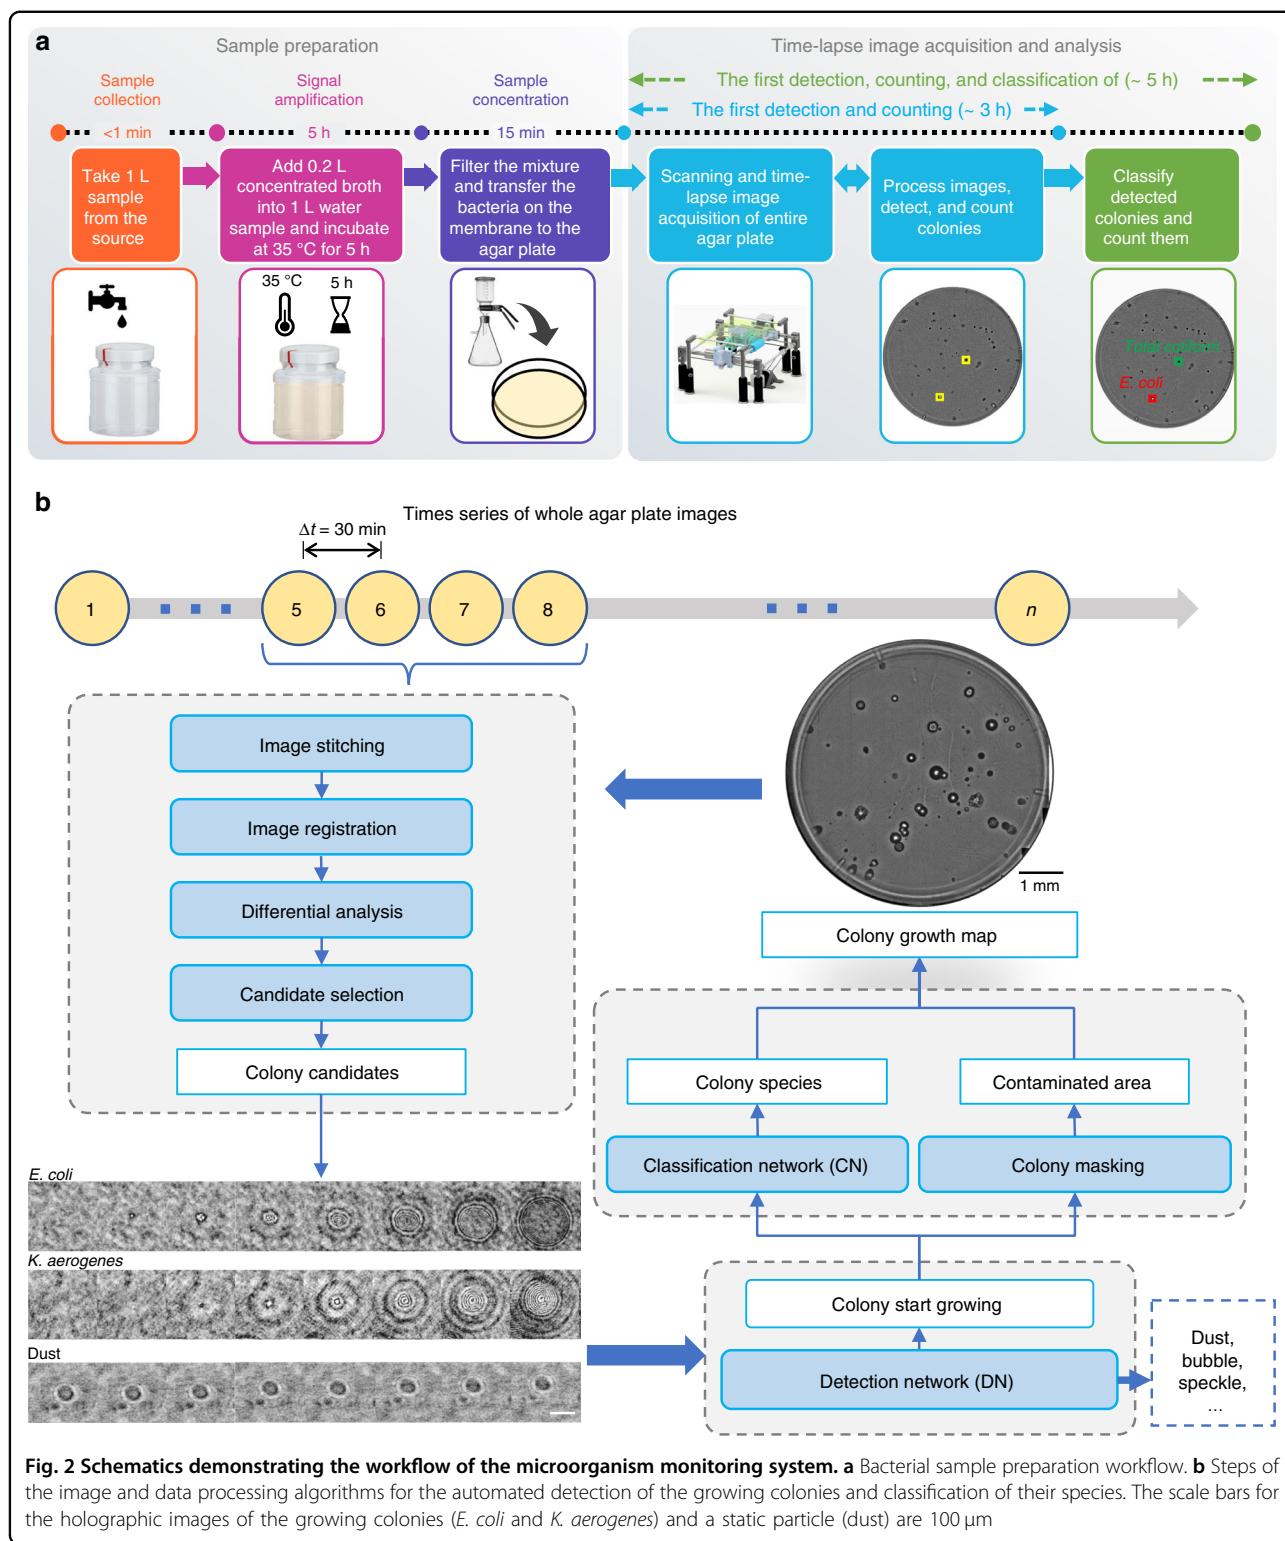 a
Sample preparation
Time-lapse image acquisition and analysis
Sample
collection
Signal
amplification
Sample
concentration
The first detection, counting, and classification of (~ 5 h)
The first detection and counting (~ 3 h)
<1 min
5 h
15 min
Take 1 L
sample
from the
source
Add 0.2 L
concentrated broth
into 1 L water
sample and incubate
at 35 °C for 5 h
Filter the mixture
and transfer the
bacteria on the
membrane to the
agar plate
Scanning and time-
lapse image
acquisition of entire
agar plate
Process images,
detect, and count
colonies
Classify
detected
colonies and
count them
35 °C
5 h
Total coliform
E. coli
b
Times series of whole agar plate images
Δt = 30 min
1
5
6
7
8
n
Image stitching
Image registration
Differential analysis
Candidate selection
Colony candidates
1 mm
Colony growth map
Colony species
Contaminated area
Classification network (CN)
Colony masking
E. coli
K. aerogenes
Dust
Colony start growing
Detection network (DN)
Dust,
bubble,
speckle,
...
Fig. 2 Schematics demonstrating the workflow of the microorganism monitoring system. a Bacterial sample preparation workflow. b Steps of
the image and data processing algorithms for the automated detection of the growing colonies and classification of their species. The scale bars for
the holographic images of the growing colonies (E. coli and K. aerogenes) and a static particle (dust) are 100 µm